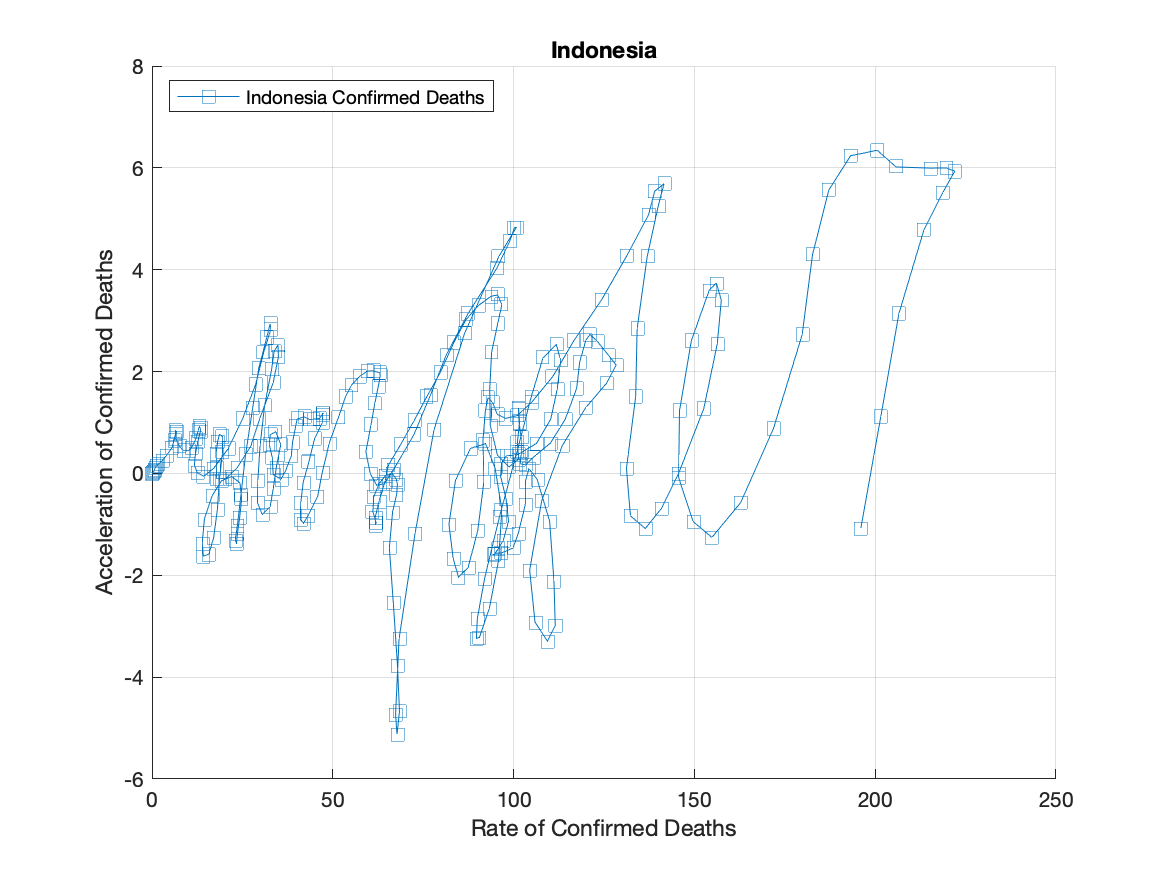 Indonesia
8
Indonesia Confirmed Deaths
6
4
2
0
-2
-4
-6
Acceleration of Confirmed Deaths
0 50 100 150 200 250
Rate of Confirmed Deaths